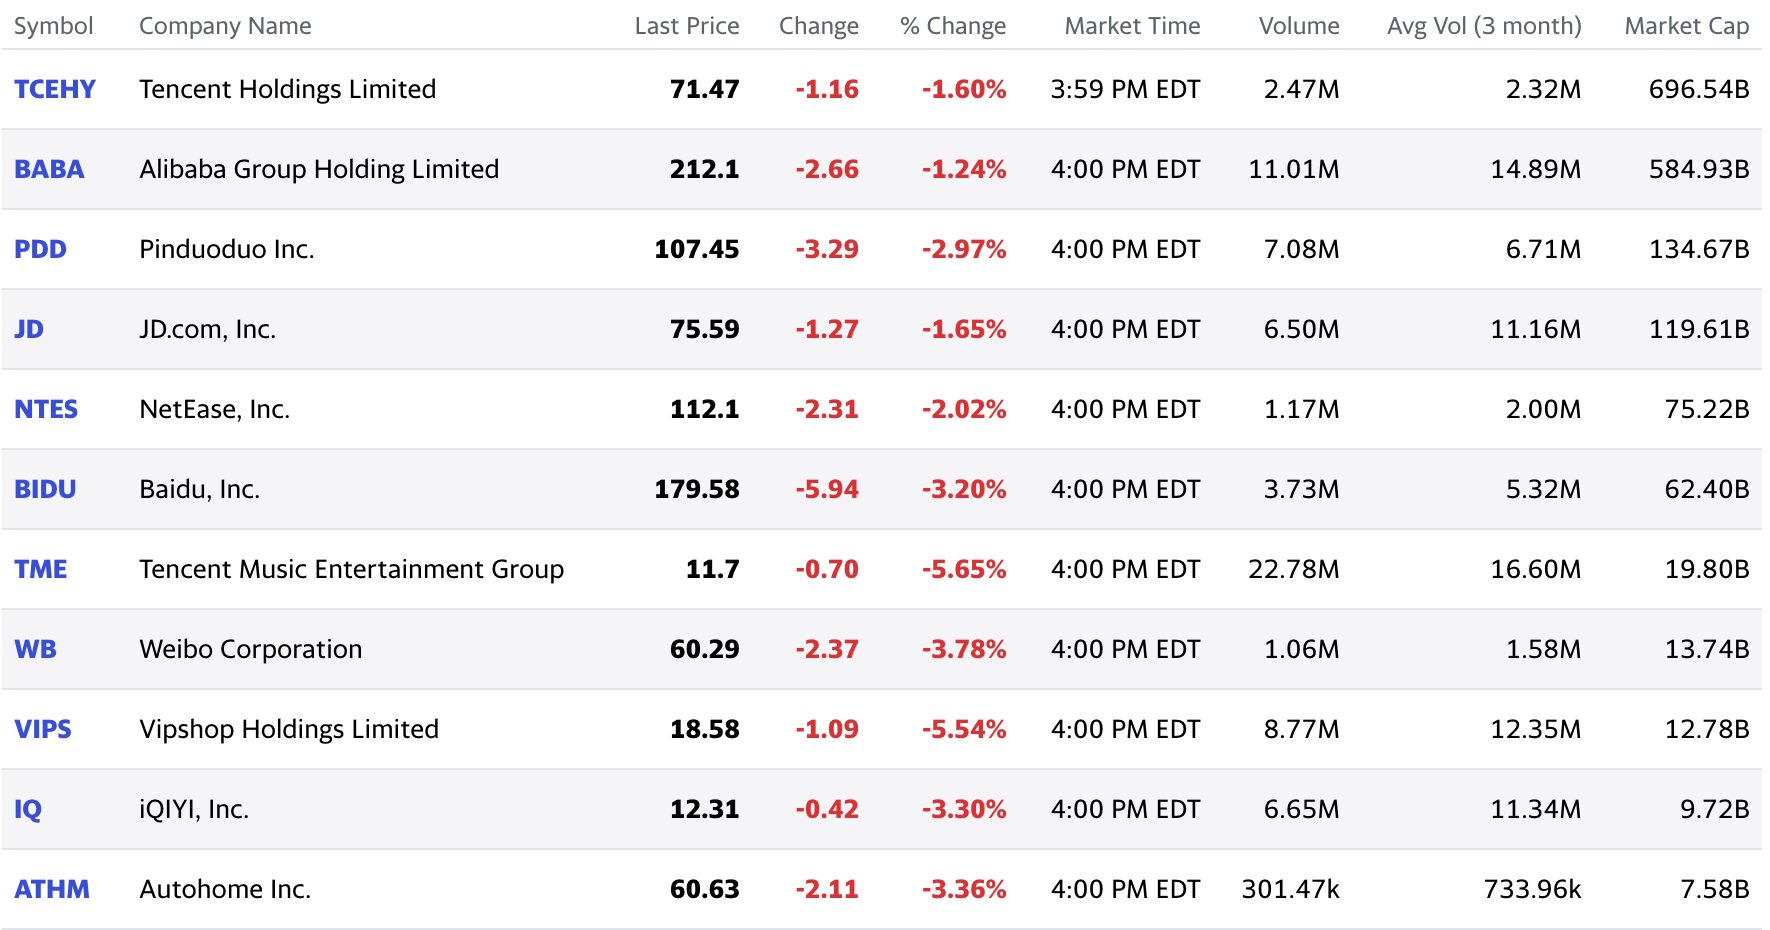 Symbol Company Name Last Price Change % Change Market Time Volume Avg Vol (3 month) Market Cap
TCEHY Tencent Holdings Limited 71.47 -1.16 -1.60% 3:59 PM EDT 2.47M 2.32M 696.54B
BABA Alibaba Group Holding Limited 212.1 -2.66 -1.24% 4:00 PM EDT 11.01M 14.89M 584.93B
PDD Pinduoduo Inc. 107.45 -3.29 -2.97% 4:00 PM EDT 7.08M 6.71M 134.67B
JD JD.com, Inc. 75.59 -1.27 -1.65% 4:00 PM EDT 6.50M 11.16M 119.61B
NTES NetEase, Inc. 112.1 -2.31 -2.02% 4:00 PM EDT 1.17M 2.00M 75.22B
BIDU Baidu, Inc. 179.58 -5.94 -3.20% 4:00 PM EDT 3.73M 5.32M 62.40B
TME Tencent Music Entertainment Group 11.7 -0.70 -5.65% 4:00 PM EDT 22.78M 16.60M 19.80B
WB Weibo Corporation 60.29 -2.37 -3.78% 4:00 PM EDT 1.06M 1.58M 13.74B
VIPS Vipshop Holdings Limited 18.58 -1.09 -5.54% 4:00 PM EDT 8.77M 12.35M 12.78B
IQ iQIYI, Inc. 12.31 -0.42 -3.30% 4:00 PM EDT 6.65M 11.34M 9.72B
ATHM Autohome Inc. 60.63 -2.11 -3.36% 4:00 PM EDT 301.47k 733.96k 7.58B